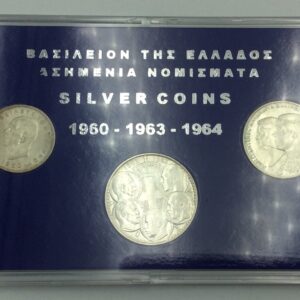 ΒΑΣΙΛΕΙΟΝ ΤΗΣ ΕΛΛΑΔΟΣ
ΑΣΗΜΕΝΙΑ ΝΟΜΙΣΜΑΤΑ
SILVER COINS
1960 - 1963 - 1964